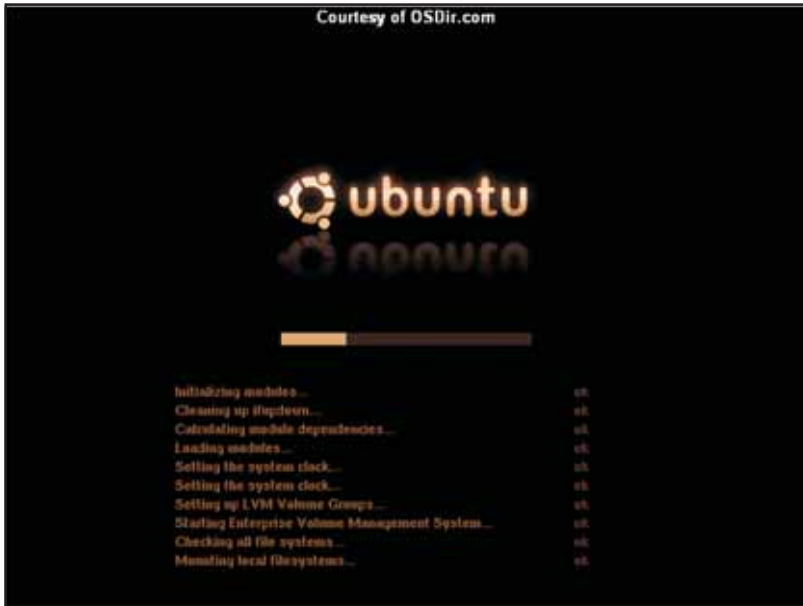 Courtesy of OSDir.com
ubuntu
Initializing modules... ok
Cleaning up ifupdown... ok
Calculating module dependencies... ok
Loading modules... ok
Setting the system clock... ok
Setting the system clock... ok
Setting up LVM Volume Groups... ok
Starting Enterprise Volume Management System... ok
Checking all file systems... ok
Mounting local filesystems... ok